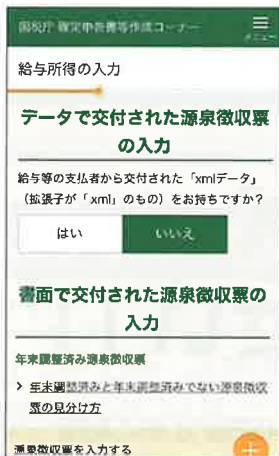 国税庁 確定申告書等作成コーナー
メニュー
給与所得の入力
データで交付された源泉徴収票
の入力
給与等の支払者から交付された「xmlデータ」
(拡張子が「.xml」のもの)をお持ちですか?
はい
いいえ
書面で交付された源泉徴収票の
入力
年末調整済み源泉徴収票
> 年末調整済みと年末調整済みでない源泉徴収
票の見分け方
源泉徴収票を入力する